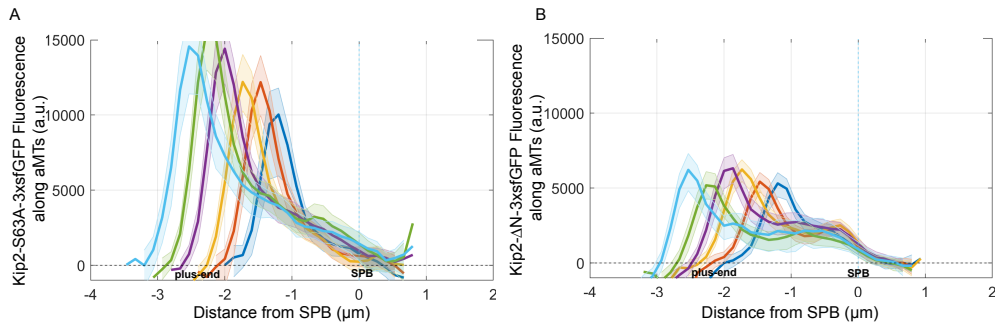 A
Kip2-S63A-3xsfGFP Fluorescence
along aMTs (a.u.)
15000
10000
5000
0
plus-end
SPB
-4
-3
-2
-1
0
1
2
Distance from SPB (μm)
B
Kip2-ΔN-3xsfGFP Fluorescence
along aMTs (a.u.)
15000
10000
5000
0
plus-end
SPB
-4
-3
-2
-1
0
1
2
Distance from SPB (μm)